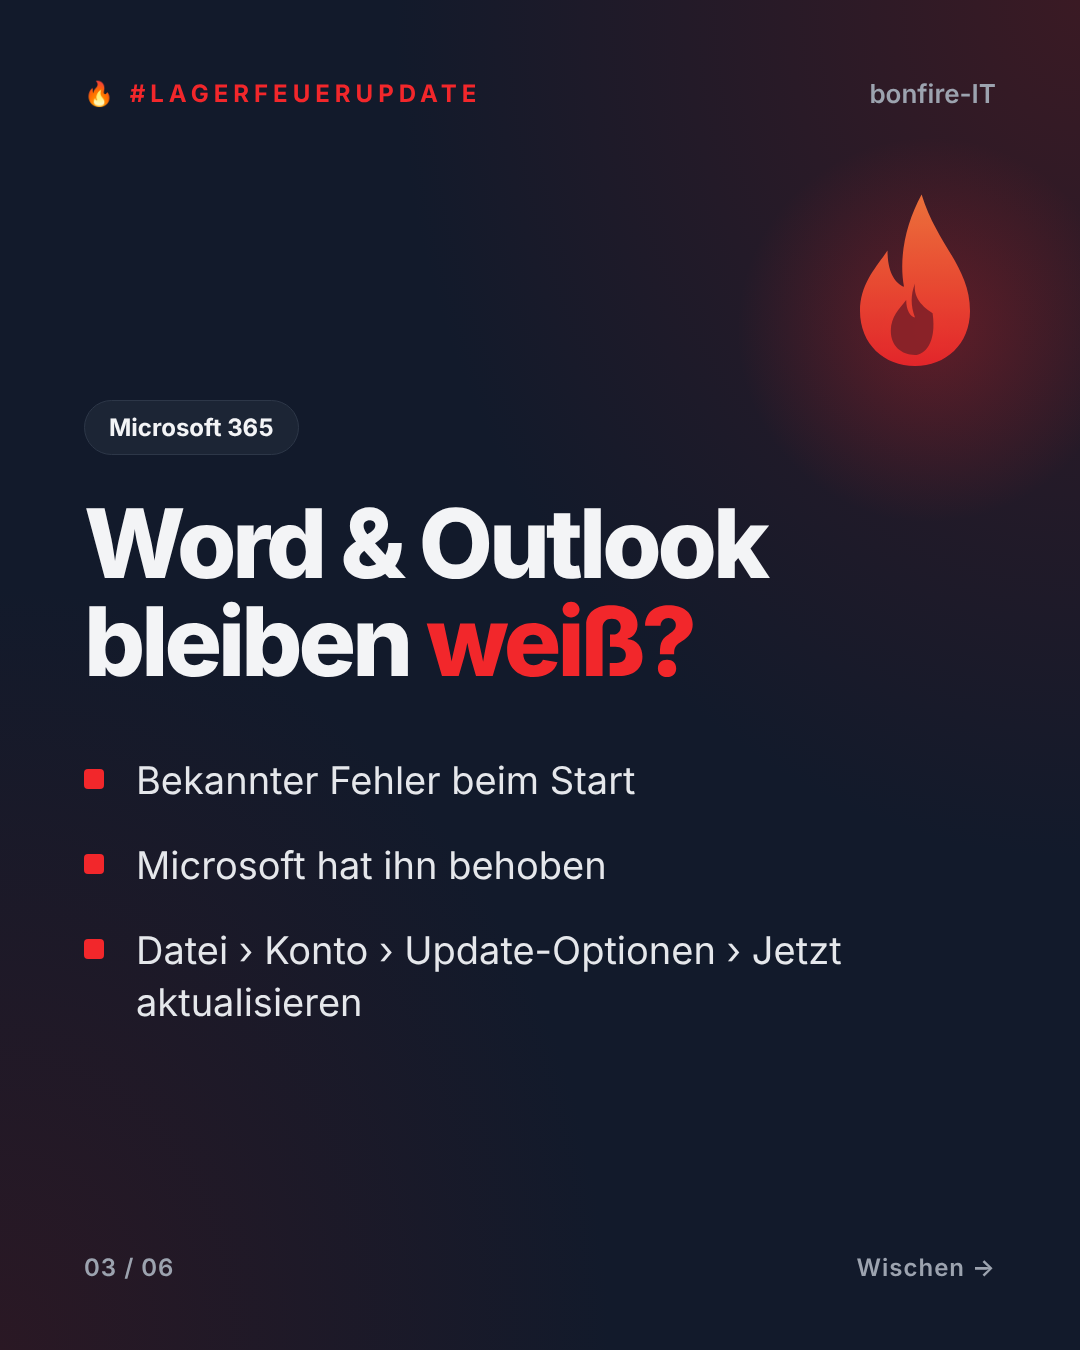 🔥 #LAGERFEUERUPDATE
bonfire-IT
Microsoft 365
Word & Outlook
bleiben weiß?
Bekannter Fehler beim Start
Microsoft hat ihn behoben
Datei › Konto › Update-Optionen › Jetzt
aktualisieren
03 / 06
Wischen →